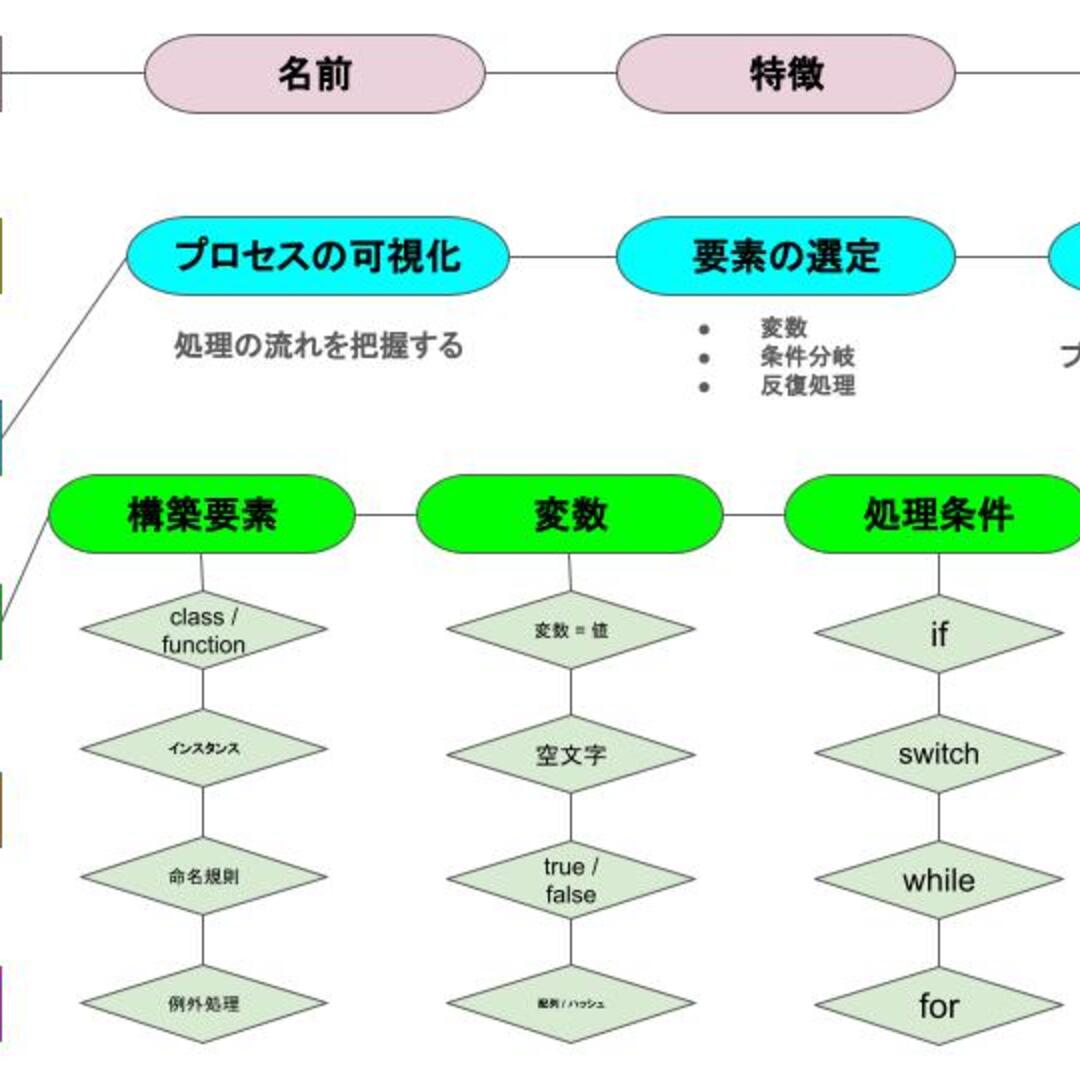 名前
特徴
プロセスの可視化
要素の選定
処理の流れを把握する
● 変数
● 条件分岐
● 反復処理
プ
構築要素
変数
処理条件
class /
function
インスタンス
命名規則
例外処理
変数 = 値
空文字
true /
false
配列 / ハッシュ
if
switch
while
for